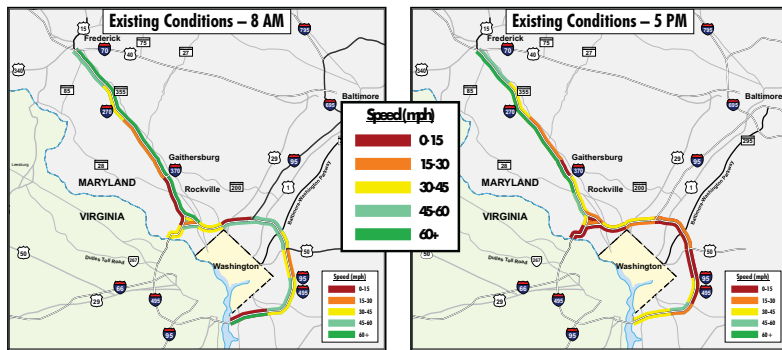 Existing Conditions – 8 AM
15
795
Frederick
70
75
27
40
340
85
355
695
Baltimore
270
Leesburg
Gaithersburg
29
95
370
28
MARYLAND
Rockville
200
1
Baltimore-Washington Parkway
VIRGINIA
50
50
Dulles Toll Road
267
Washington
66
95
495
29
495
95
Speed (mph)
0-15
15-30
30-45
45-60
60+
Speed (mph)
0-15
15-30
30-45
45-60
60+
Existing Conditions – 5 PM
15
795
Frederick
70
75
27
40
340
85
355
695
Baltimore
270
295
Gaithersburg
29
95
370
28
MARYLAND
Rockville
200
1
Baltimore-Washington Parkway
VIRGINIA
50
50
Dulles Toll Road
267
Washington
66
95
495
29
495
95
Speed (mph)
0-15
15-30
30-45
45-60
60+